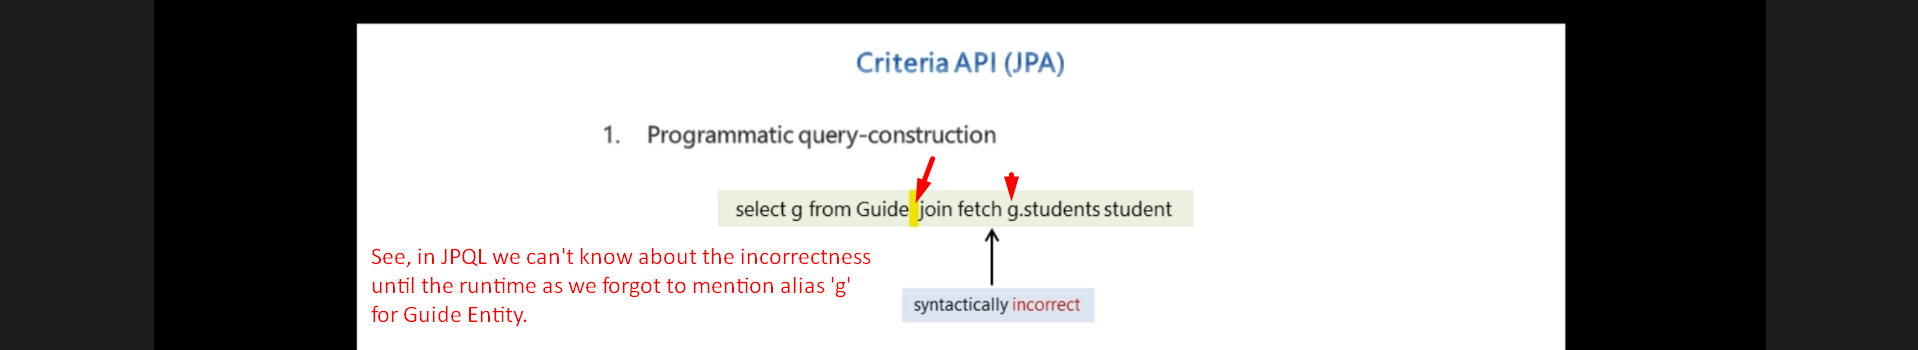 Criteria API (JPA)
1. Programmatic query-construction
select g from Guide join fetch g.students student
See, in JPQL we can't know about the incorrectness
until the runtime as we forgot to mention alias 'g'
for Guide Entity.
syntactically incorrect